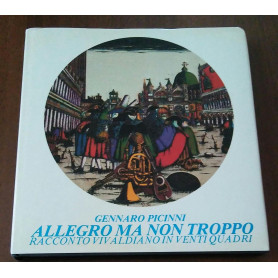 GENNARO PICINNI
ALLEGRO MA NON TROPPO
RACCONTO VIVALDIANO IN VENTI QUADRI